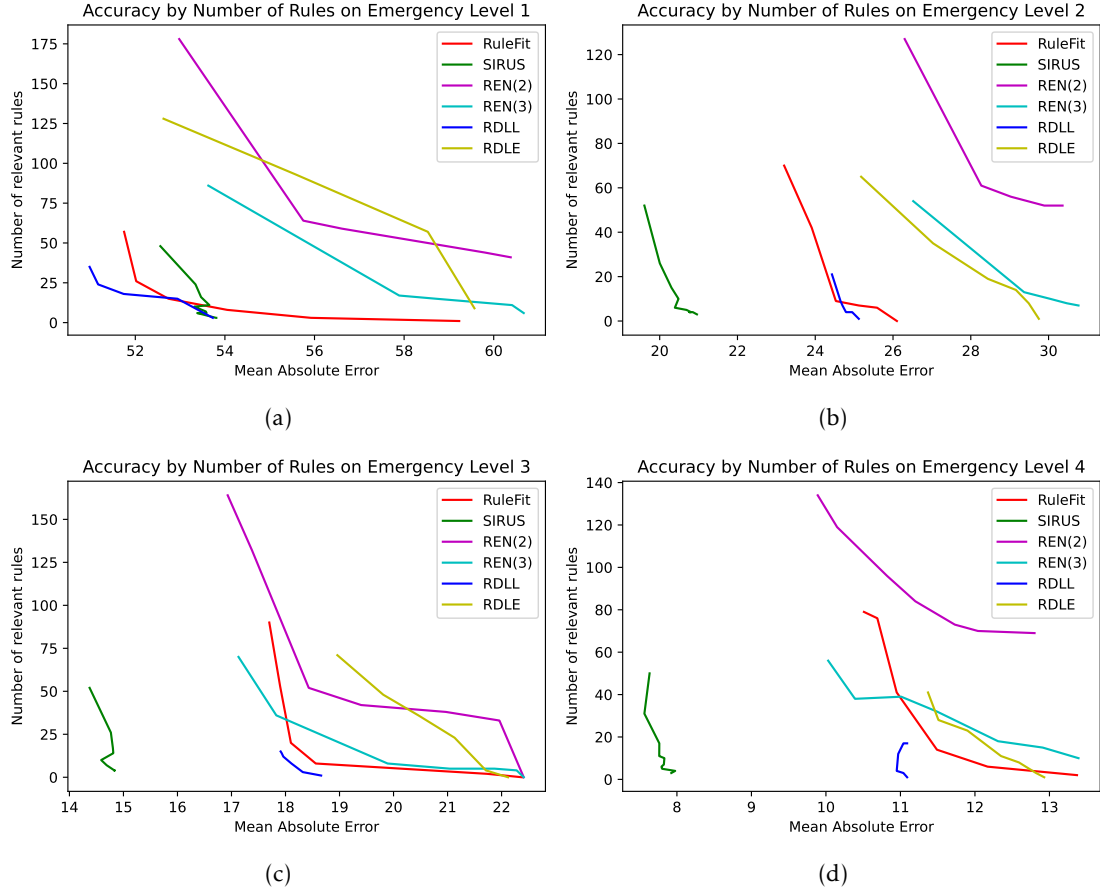 Accuracy by Number of Rules on Emergency Level 1
Number of relevant rules
175
150
125
100
75
50
25
0
RuleFit
SIRUS
REN(2)
REN(3)
RDLL
RDLE
52 54 56 58 60
Mean Absolute Error
(a)
Accuracy by Number of Rules on Emergency Level 2
Number of relevant rules
120
100
80
60
40
20
0
RuleFit
SIRUS
REN(2)
REN(3)
RDLL
RDLE
20 22 24 26 28 30
Mean Absolute Error
(b)
Accuracy by Number of Rules on Emergency Level 3
Number of relevant rules
150
125
100
75
50
25
0
RuleFit
SIRUS
REN(2)
REN(3)
RDLL
RDLE
14 15 16 17 18 19 20 21 22
Mean Absolute Error
(c)
Accuracy by Number of Rules on Emergency Level 4
Number of relevant rules
140
120
100
80
60
40
20
0
RuleFit
SIRUS
REN(2)
REN(3)
RDLL
RDLE
8 9 10 11 12 13
Mean Absolute Error
(d)